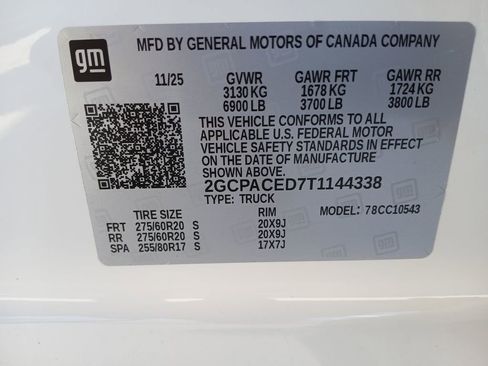 gm
MFD BY GENERAL MOTORS OF CANADA COMPANY
11/25 GVWR GAWR FRT GAWR RR
3130 KG 1678 KG 1724 KG
6900 LB 3700 LB 3800 LB
THIS VEHICLE CONFORMS TO ALL
APPLICABLE U.S. FEDERAL MOTOR
VEHICLE SAFETY STANDARDS IN EFFECT
ON THE DATE OF MANUFACTURE
SHOWN ABOVE.
2GCPACED7T1144338
TYPE: TRUCK MODEL: 78CC10543
TIRE SIZE RIM
FRT 275/60R20 S 20X9J
RR 275/60R20 S 20X9J
SPA 255/80R17 S 17X7J